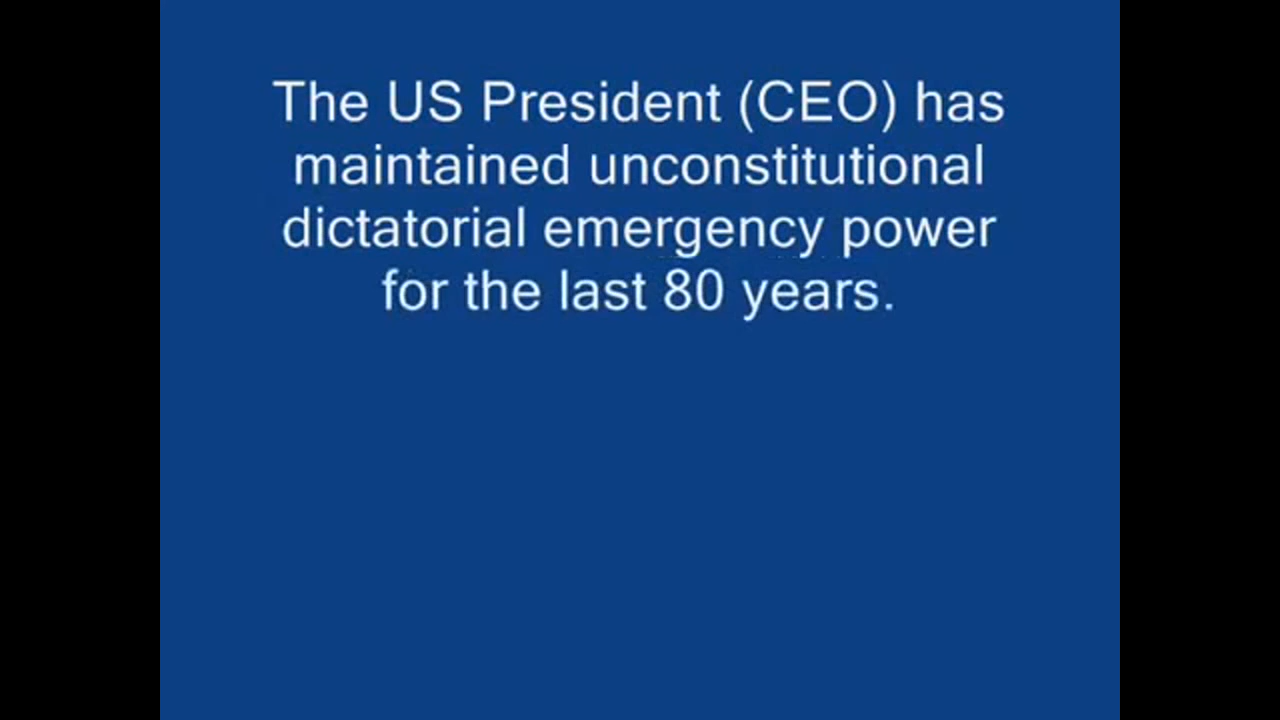 The US President (CEO) has
maintained unconstitutional
dictatorial emergency power
for the last 80 years.